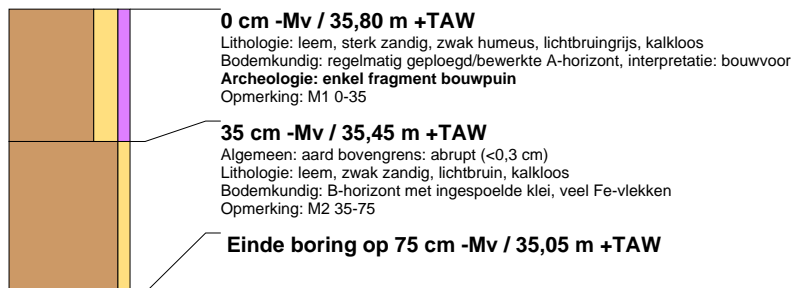 0 cm -Mv / 35,80 m +TAW
Lithologie: leem, sterk zandig, zwak humeus, lichtbruingrijs, kalkloos
Bodemkundig: regelmatig geploegd/bewerkte A-horizont, interpretatie: bouwvoor
Archeologie: enkel fragment bouwpuin
Opmerking: M1 0-35
35 cm -Mv / 35,45 m +TAW
Algemeen: aard bovengrens: abrupt (<0,3 cm)
Lithologie: leem, zwak zandig, lichtbruin, kalkloos
Bodemkundig: B-horizont met ingespoelde klei, veel Fe-vlekken
Opmerking: M2 35-75
Einde boring op 75 cm -Mv / 35,05 m +TAW